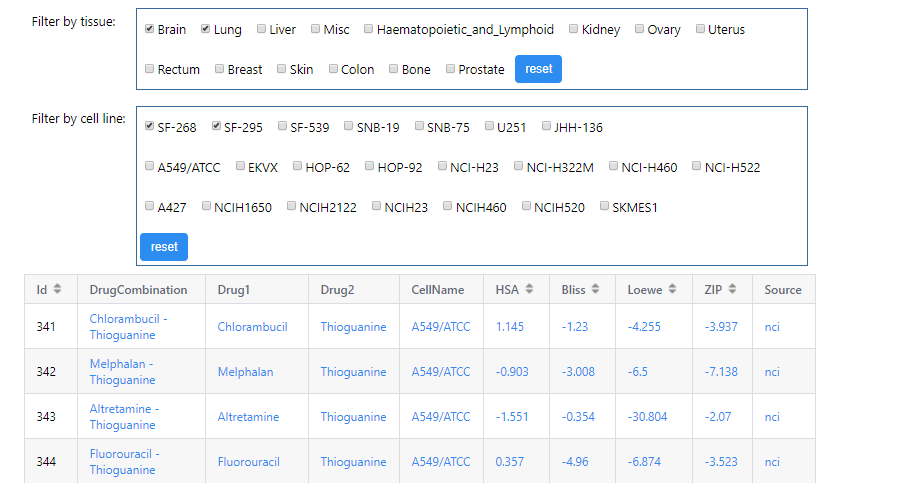 Filter by tissue: Brain Lung Liver Misc Haematopoietic_and_Lymphoid Kidney Ovary Uterus
Rectum Breast Skin Colon Bone Prostate reset
Filter by cell line: SF-268 SF-295 SF-539 SNB-19 SNB-75 U251 JHH-136
A549/ATCC EKVX HOP-62 HOP-92 NCI-H23 NCI-H322M NCI-H460 NCI-H522
A427 NCIH1650 NCIH2122 NCIH23 NCIH460 NCIH520 SKMES1
reset
Id DrugCombination Drug1 Drug2 CellName HSA Bliss Loewe ZIP Source
341 Chlorambucil - Chlorambucil Thioguanine A549/ATCC 1.145 -1.23 -4.255 -3.937 nci
Thioguanine
342 Melphalan - Melphalan Thioguanine A549/ATCC -0.903 -3.008 -6.5 -7.138 nci
Thioguanine
343 Altretamine - Altretamine Thioguanine A549/ATCC -1.551 -0.354 -30.804 -2.07 nci
Thioguanine
344 Fluorouracil - Fluorouracil Thioguanine A549/ATCC 0.357 -4.96 -6.874 -3.523 nci
Thioguanine